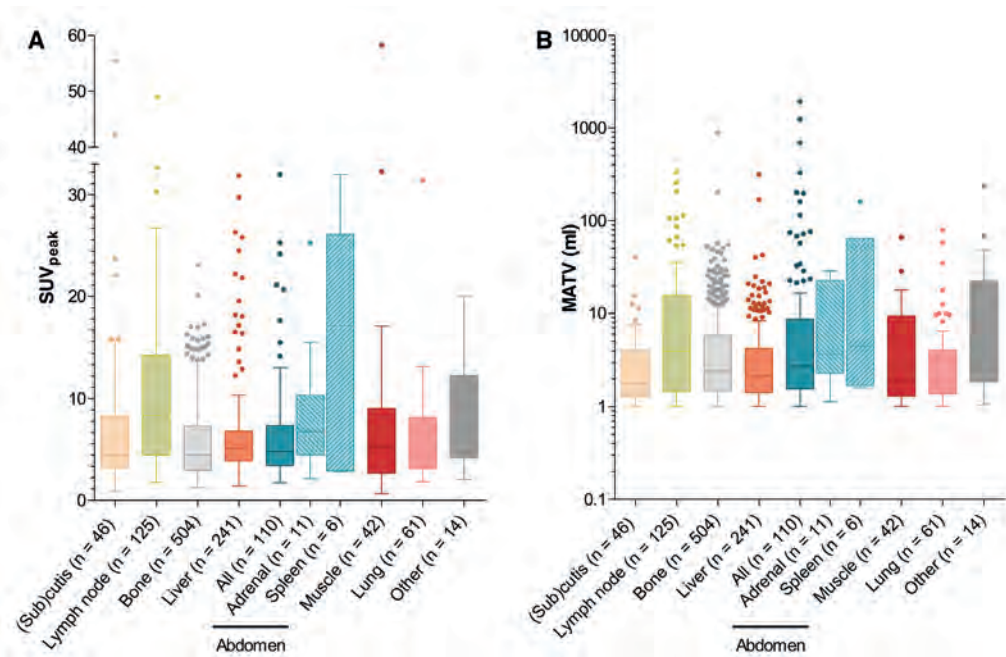 A
SUVpeak
60
50
40
30
20
10
0
(Sub)cutis (n = 46)
Lymph node (n = 125)
Bone (n = 504)
Liver (n = 241)
All (n = 110)
Adrenal (n = 11)
Spleen (n = 6)
Muscle (n = 42)
Lung (n = 61)
Other (n = 14)
Abdomen
B
MATV (ml)
10000
1000
100
10
1
0.1
(Sub)cutis (n = 46)
Lymph node (n = 125)
Bone (n = 504)
Liver (n = 241)
All (n = 110)
Adrenal (n = 11)
Spleen (n = 6)
Muscle (n = 42)
Lung (n = 61)
Other (n = 14)
Abdomen